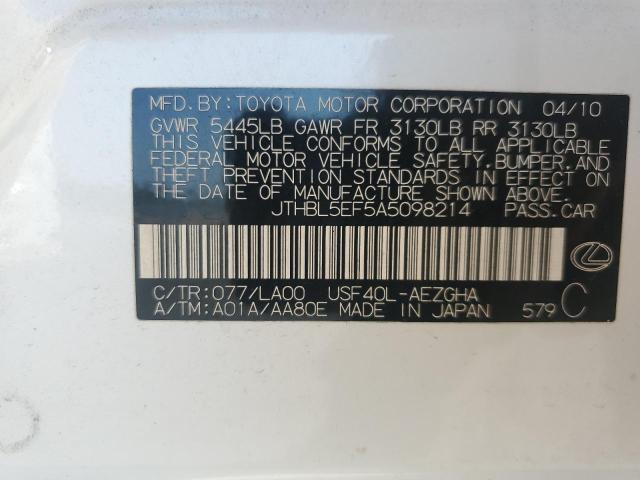 MFD.BY:TOYOTA MOTOR CORPORATION 04/10
GVWR 5445LB GAWR FR 3130LB RR 3130LB
THIS VEHICLE CONFORMS TO ALL APPLICABLE
FEDERAL MOTOR VEHICLE SAFETY,BUMPER,AND
THEFT PREVENTION STANDARDS IN EFFECT ON
THE DATE OF MANUFACTURE SHOWN ABOVE.
JTHBL5EF5A5098214 PASS.CAR
C/TR:077/LA00 USF40L-AEZGHA
A/TM:A01A/AA80E MADE IN JAPAN 579 C